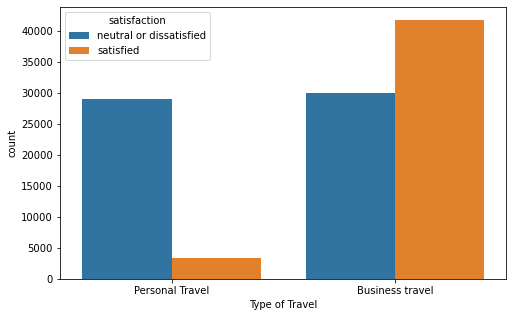 satisfaction
neutral or dissatisfied
satisfied
40000
35000
30000
25000
20000
15000
10000
5000
0
count
Personal Travel
Business travel
Type of Travel